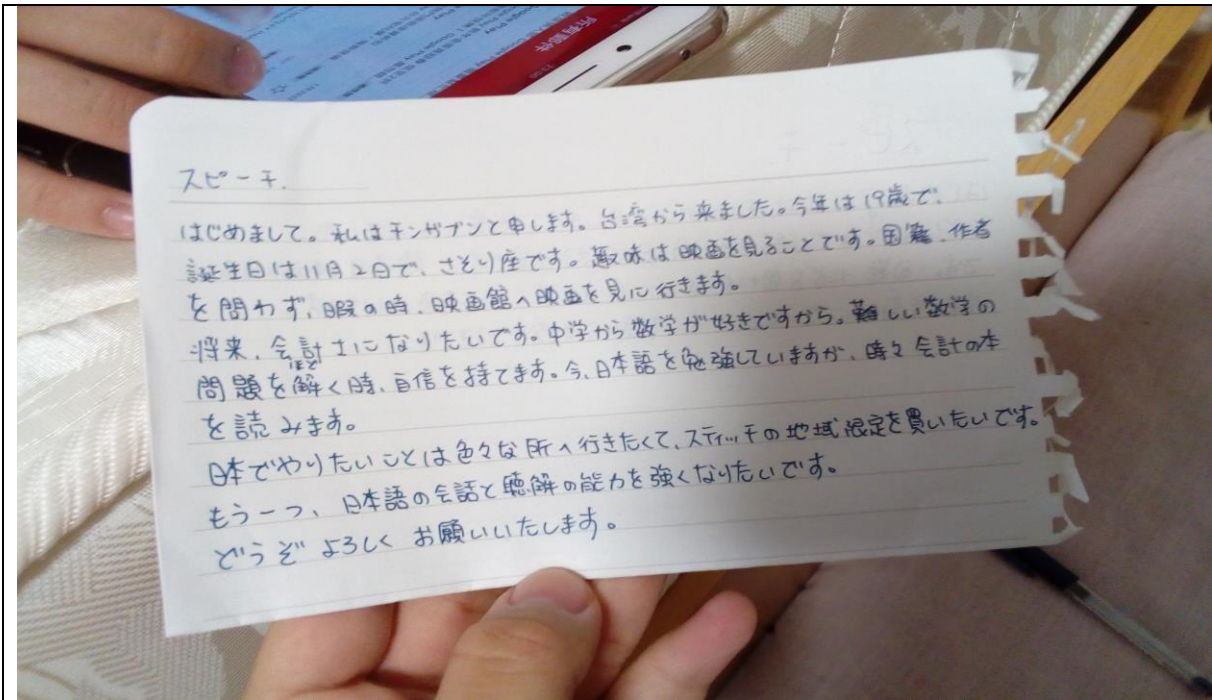 所有郵件
Google Play
スピーチ.
はじめまして。私はチンガブンと申します。台湾から来ました。今年は19歳で、
誕生日は11月2日で、さそり座です。趣味は映画を見ることです。国籍、作者
を問わず、暇の時、映画館へ映画を見に行きます。
将来、会計士になりたいです。中学から数学が好きですから。難しい数学の
ほど
問題を解く時、自信を持てます。今、日本語を勉強していますが、時々会計の本
を読みます。
日本でやりたいことは色々な所へ行きたくて、スティッチの地域限定を買いたいです。
もう一つ、日本語の会話と聴解の能力を強くなりたいです。
どうぞよろしくお願いいたします。